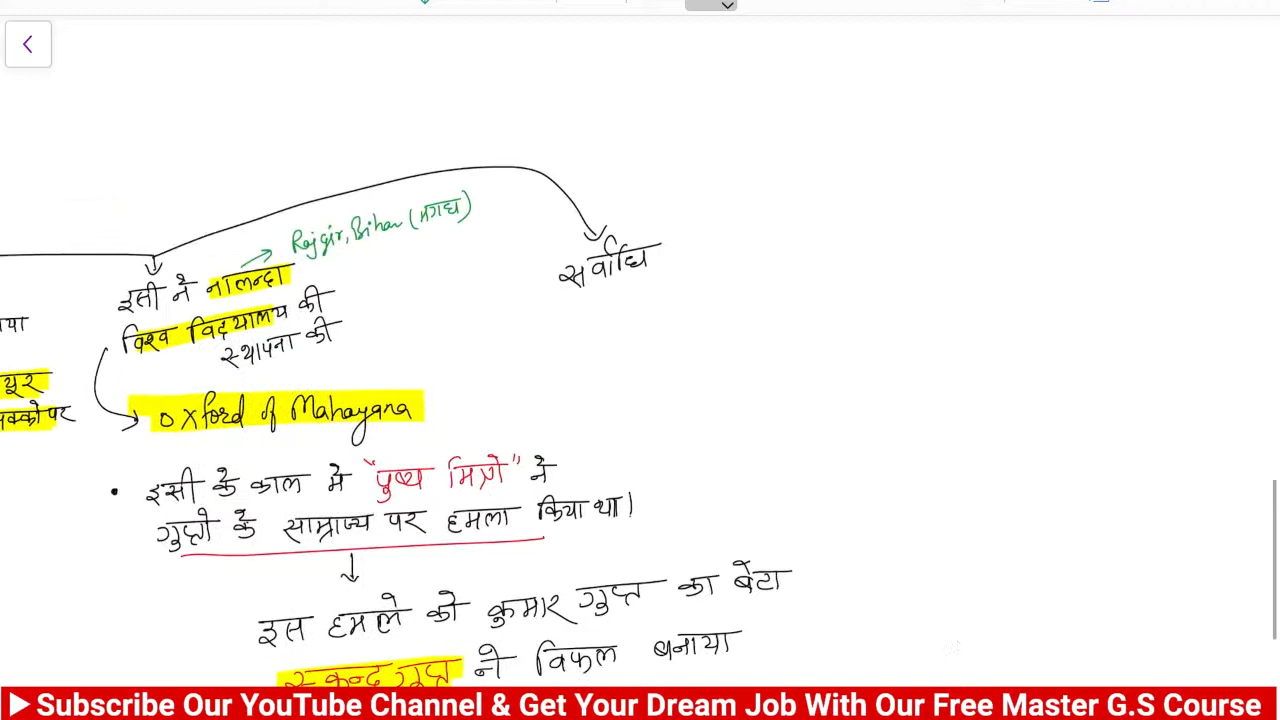 Rajgir, Bihar (मगध)
इसी ने नालन्दा
विश्व विद्यालय की
स्थापना की
सर्वाधि
यूर
Oxford of Mahayana
इसी के काल में "पुष्य मित्रो" ने
गुप्तो के साम्राज्य पर हमला किया था।
इस हमले को कुमार गुप्त का बेटा
स्कन्द गुप्त ने विफल बनाया
Subscribe Our YouTube Channel & Get Your Dream Job With Our Free Master G.S Course